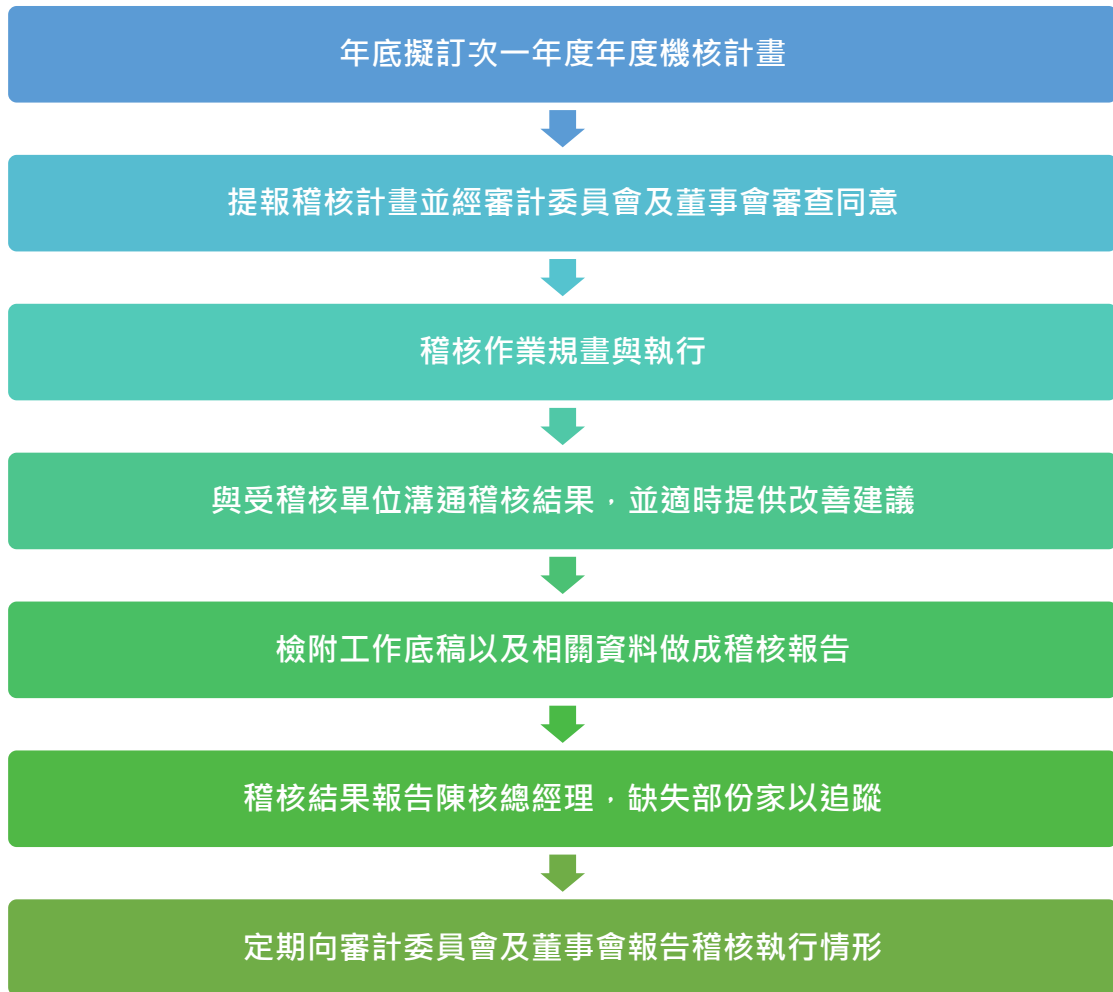 年底擬訂次一年度年度機核計畫
提報稽核計畫並經審計委員會及董事會審查同意
稽核作業規畫與執行
與受稽核單位溝通稽核結果，並適時提供改善建議
檢附工作底稿以及相關資料做成稽核報告
稽核結果報告陳核總經理，缺失部份家以追蹤
定期向審計委員會及董事會報告稽核執行情形